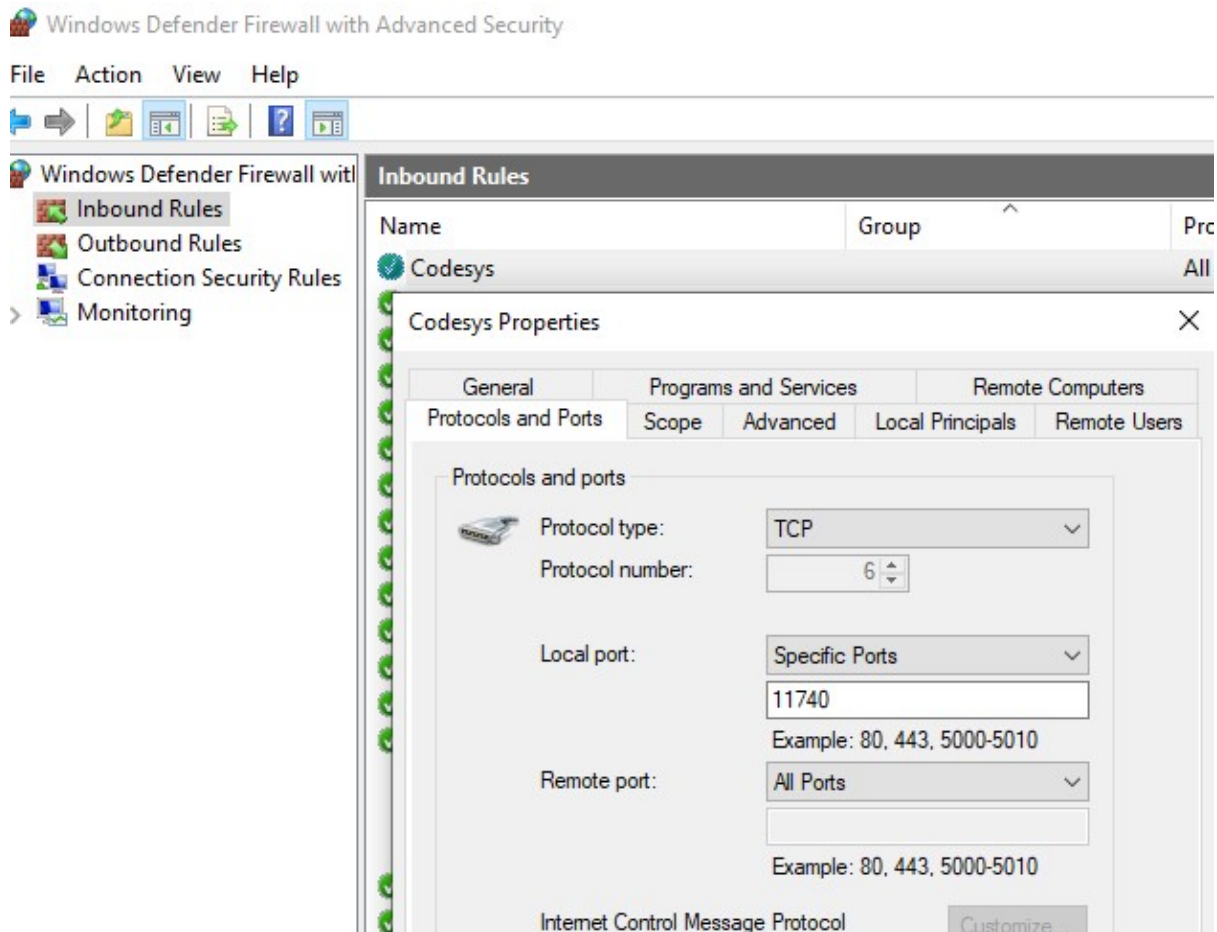 Windows Defender Firewall with Advanced Security
File Action View Help
Windows Defender Firewall witl
Inbound Rules
Outbound Rules
Connection Security Rules
Monitoring
Inbound Rules
Name Group Pro
Codesys All
Codesys Properties
General Programs and Services Remote Computers
Protocols and Ports Scope Advanced Local Principals Remote Users
Protocols and ports
Protocol type: TCP
Protocol number: 6
Local port: Specific Ports
11740
Example: 80, 443, 5000-5010
Remote port: All Ports
Example: 80, 443, 5000-5010
Internet Control Message Protocol Customize...